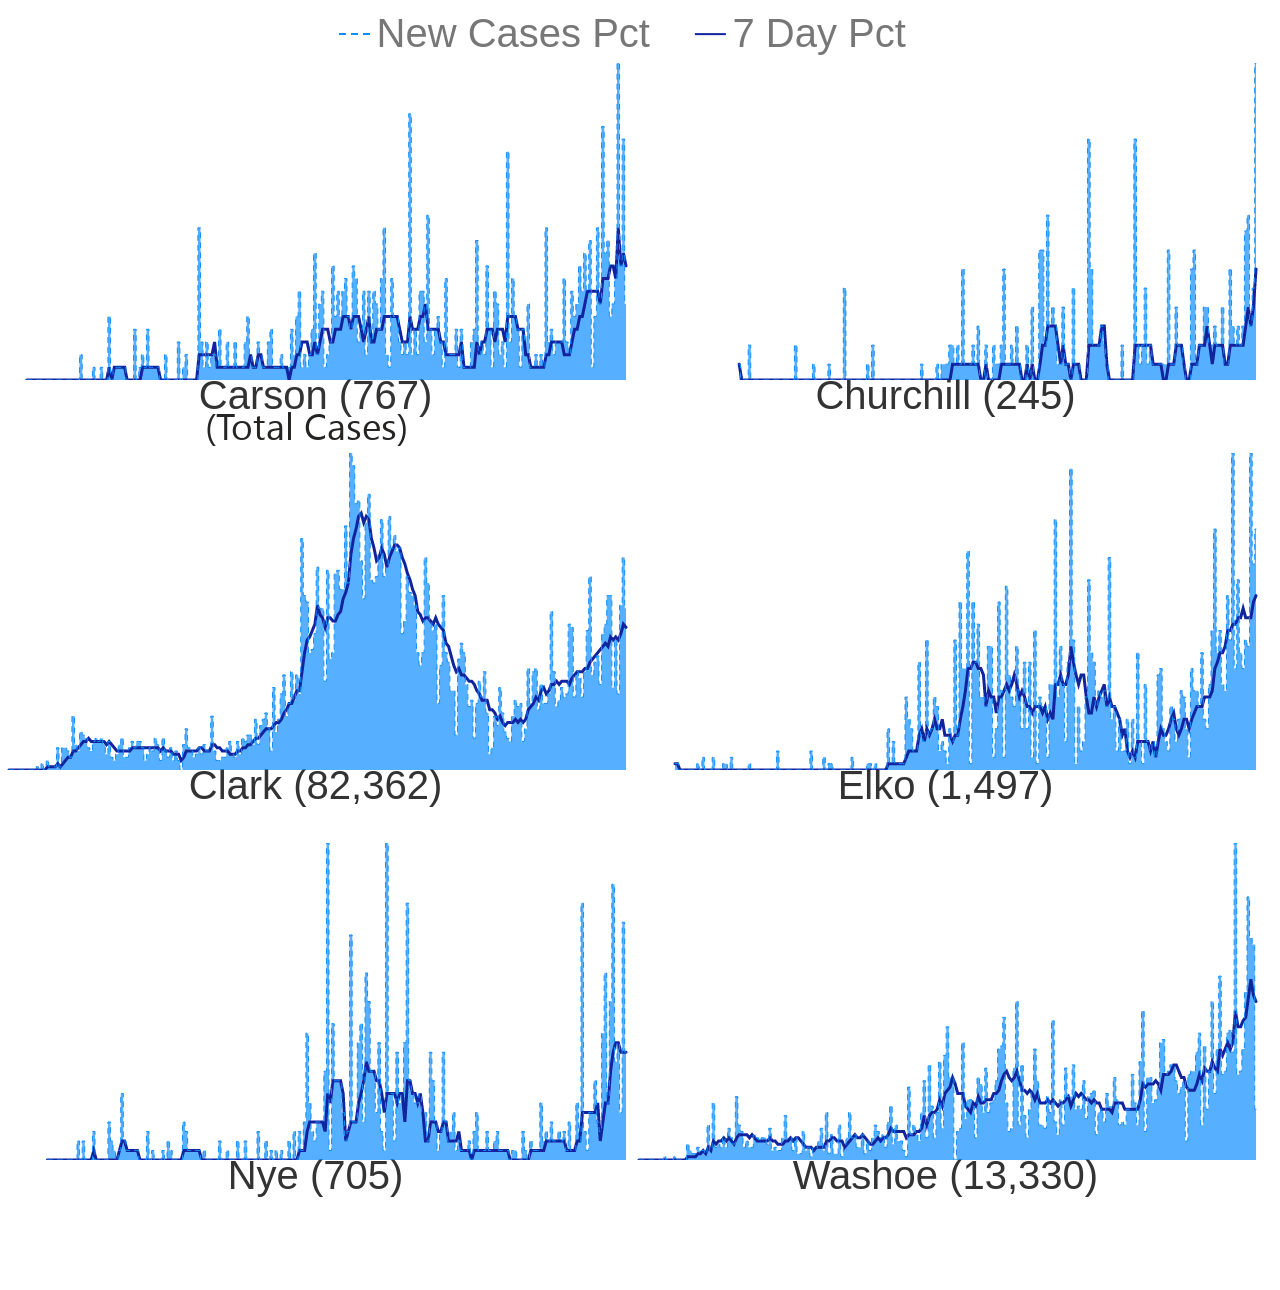 New Cases Pct 7 Day Pct
Carson (767) Churchill (245)
(Total Cases)
Clark (82,362) Elko (1,497)
Nye (705) Washoe (13,330)